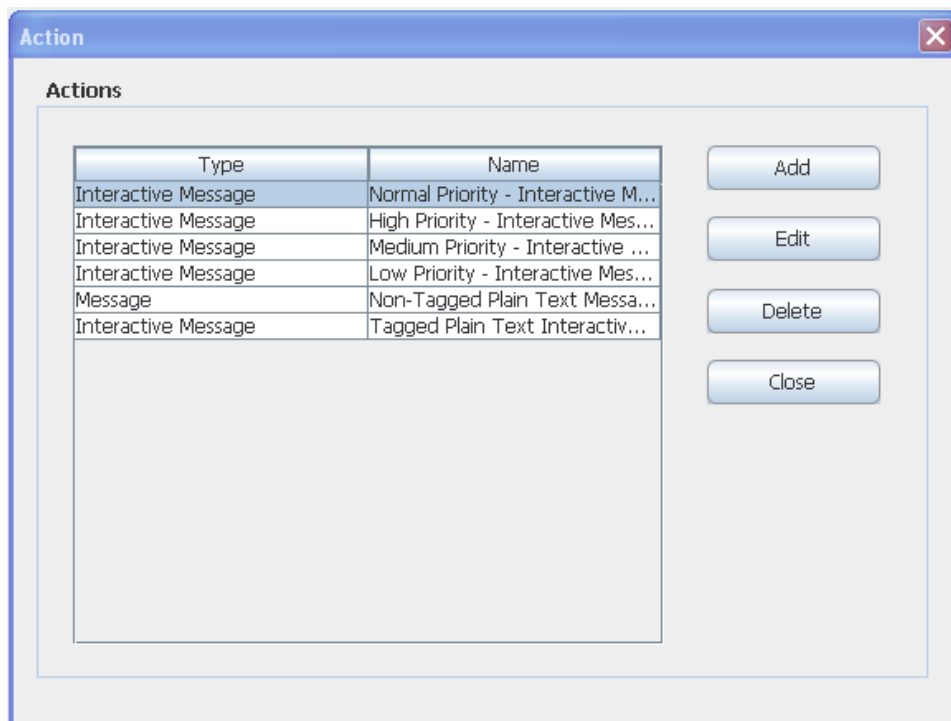 Action
Actions
Type Name
Interactive Message Normal Priority - Interactive M...
Interactive Message High Priority - Interactive Mes...
Interactive Message Medium Priority - Interactive ...
Interactive Message Low Priority - Interactive Mes...
Message Non-Tagged Plain Text Messa...
Interactive Message Tagged Plain Text Interactiv...
Add
Edit
Delete
Close